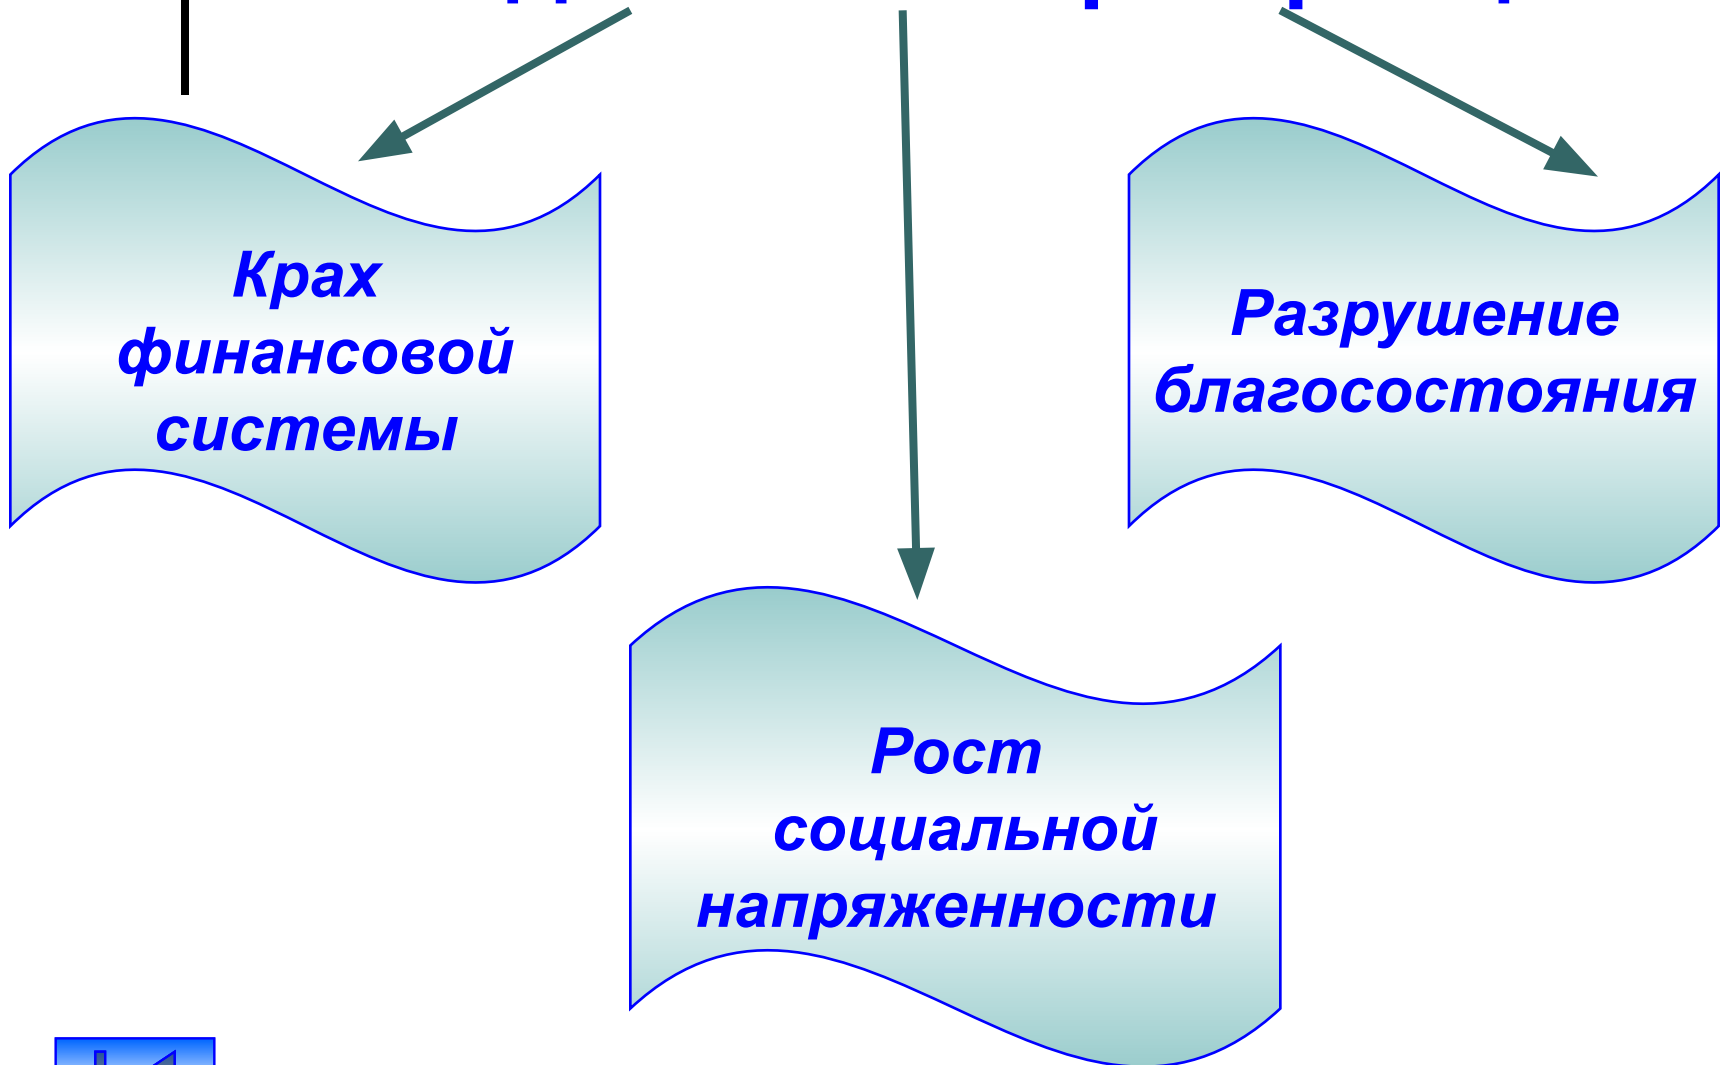 Крах
финансовой
системы
Разрушение
благосостояния
Рост
социальной
напряженности